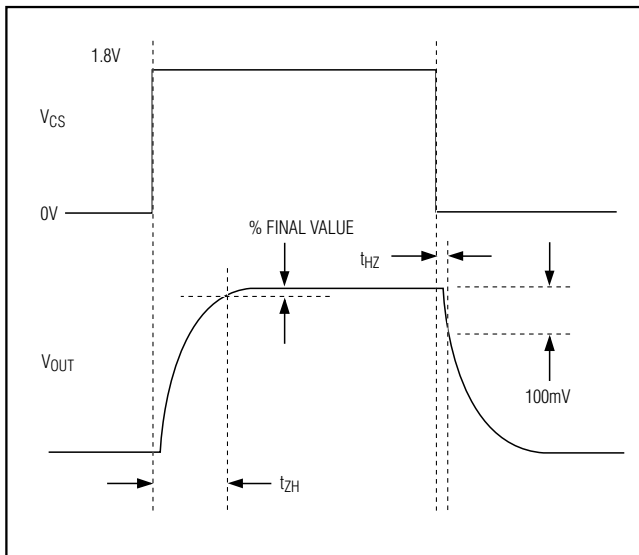 1.8V
VCS
0V
% FINAL VALUE
tHZ
VOUT
100mV
tZH